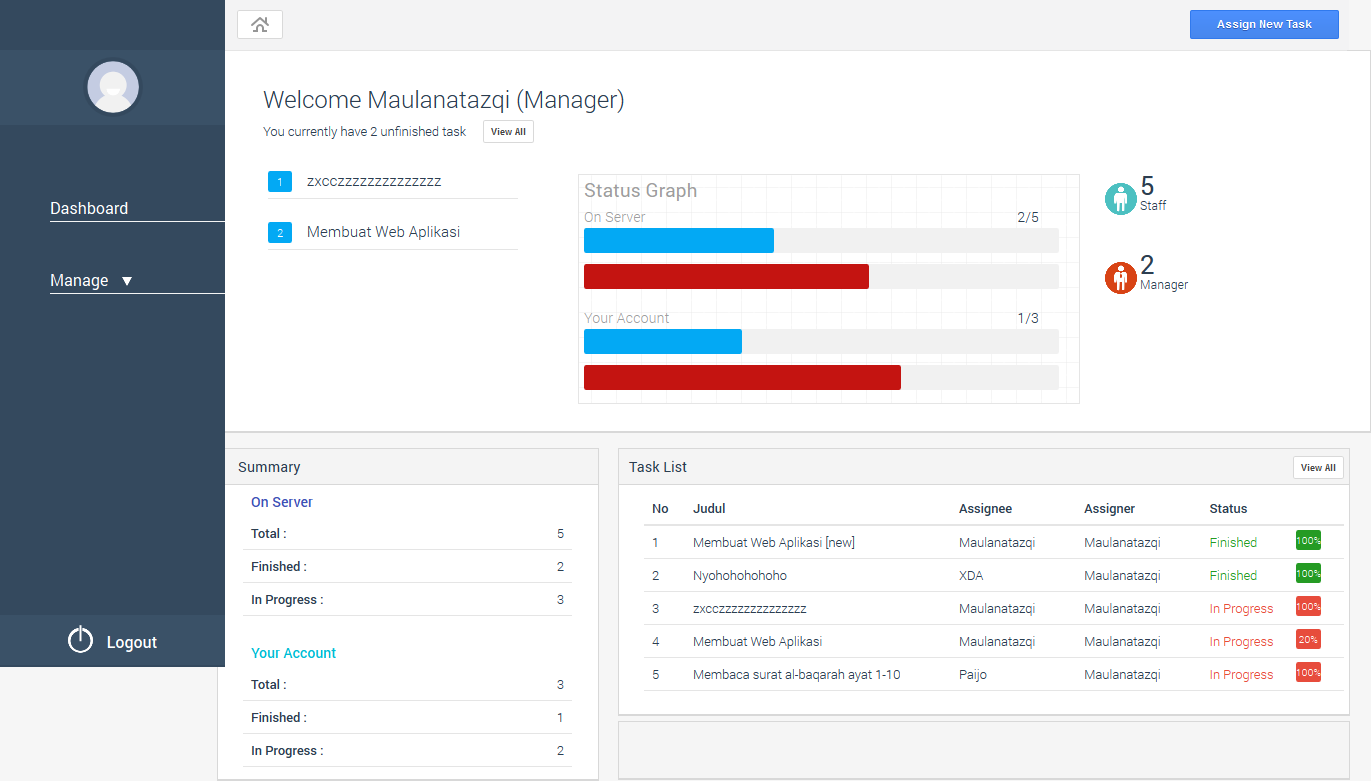 Assign New Task
Welcome Maulanatazqi (Manager)
You currently have 2 unfinished task View All
Dashboard
Manage ▼
Logout
1 zxcczzzzzzzzzzzzzz
2 Membuat Web Aplikasi
Status Graph
On Server 2/5
Your Account 1/3
5
Staff
2
Manager
Summary
On Server
Total : 5
Finished : 2
In Progress : 3
Your Account
Total : 3
Finished : 1
In Progress : 2
Task List View All
No Judul Assignee Assigner Status
1 Membuat Web Aplikasi [new] Maulanatazqi Maulanatazqi Finished 100%
2 Nyohohohohoho XDA Maulanatazqi Finished 100%
3 zxcczzzzzzzzzzzzzz Maulanatazqi Maulanatazqi In Progress 100%
4 Membuat Web Aplikasi Maulanatazqi Maulanatazqi In Progress 20%
5 Membaca surat al-baqarah ayat 1-10 Paijo Maulanatazqi In Progress 100%